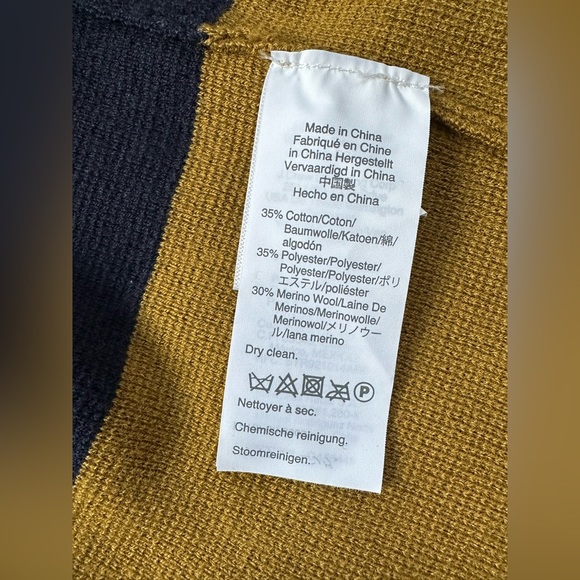 Made in China
Fabriqué en Chine
in China Hergestellt
Vervaardigd in China
中国製
Hecho en China
35% Cotton/Coton/
Baumwolle/Katoen/綿/
algodón
35% Polyester/Polyester/
Polyester/Polyester/ポリ
エステル/poliéster
30% Merino Wool/Laine De
Merinos/Merinowolle/
Merinowol/メリノウー
ル/lana merino
Dry clean.
P
Nettoyer à sec.
Chemische reinigung.
Stoomreinigen.